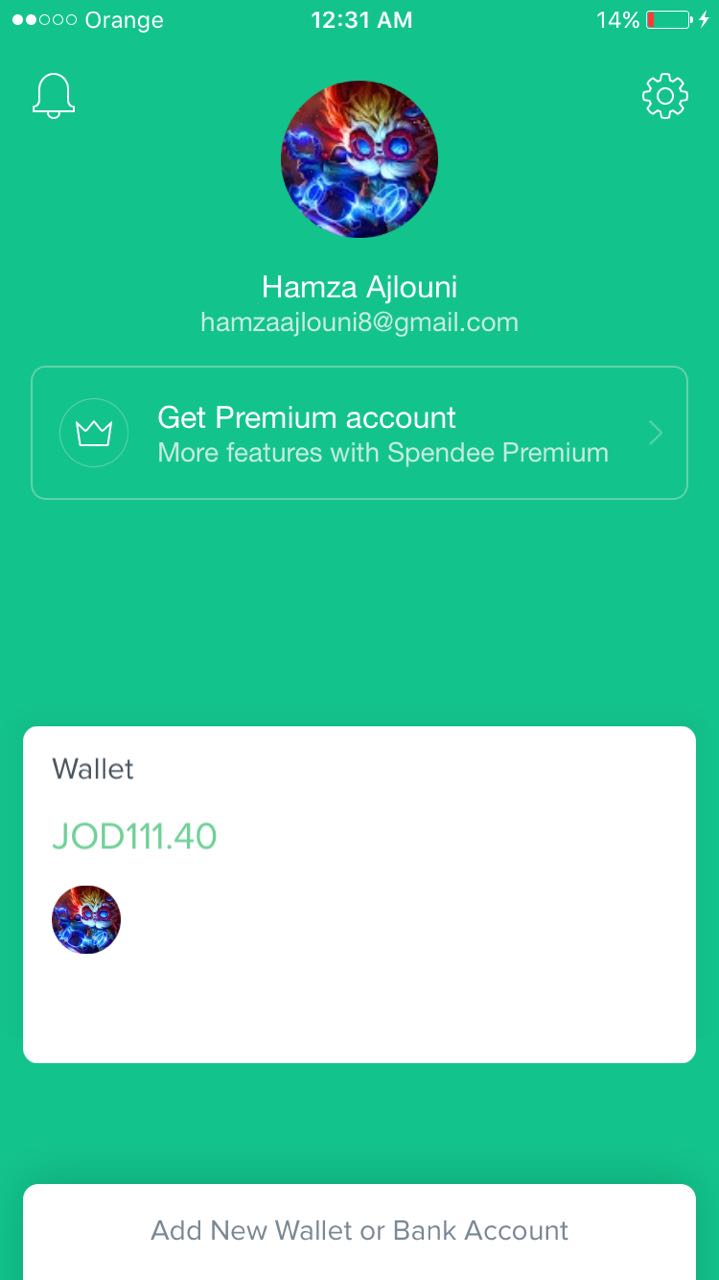 Orange 12:31 AM 14%
Hamza Ajlouni
hamzaajlouni8@gmail.com
Get Premium account
More features with Spendee Premium
Wallet
JOD111.40
Add New Wallet or Bank Account